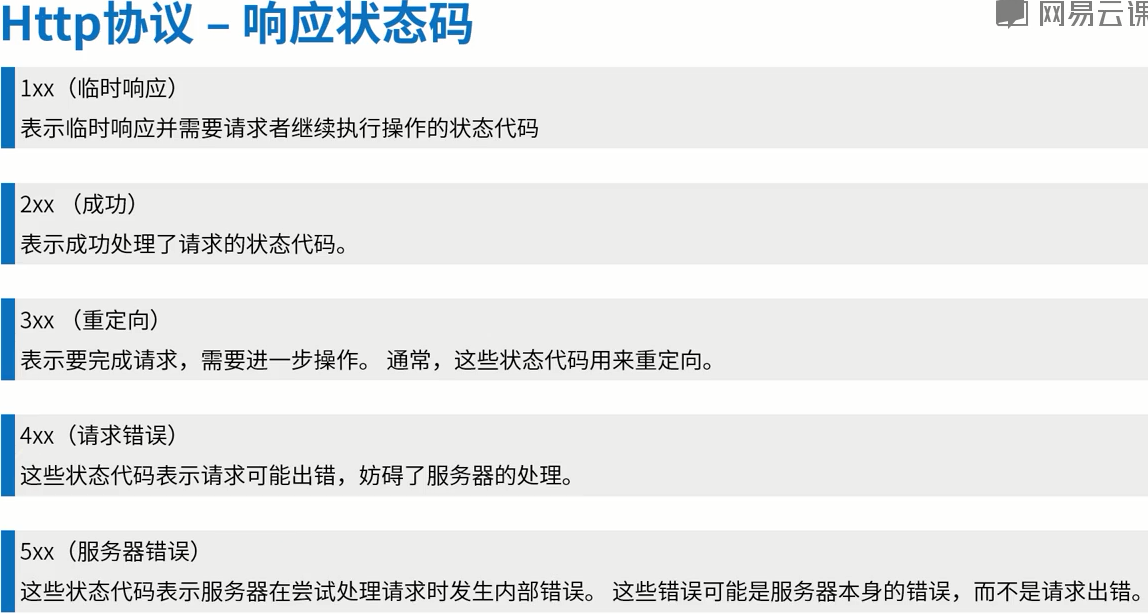 Http协议 – 响应状态码
网易云课
1xx（临时响应）
表示临时响应并需要请求者继续执行操作的状态代码
2xx （成功）
表示成功处理了请求的状态代码。
3xx （重定向）
表示要完成请求，需要进一步操作。 通常，这些状态代码用来重定向。
4xx（请求错误）
这些状态代码表示请求可能出错，妨碍了服务器的处理。
5xx（服务器错误）
这些状态代码表示服务器在尝试处理请求时发生内部错误。 这些错误可能是服务器本身的错误，而不是请求出错。